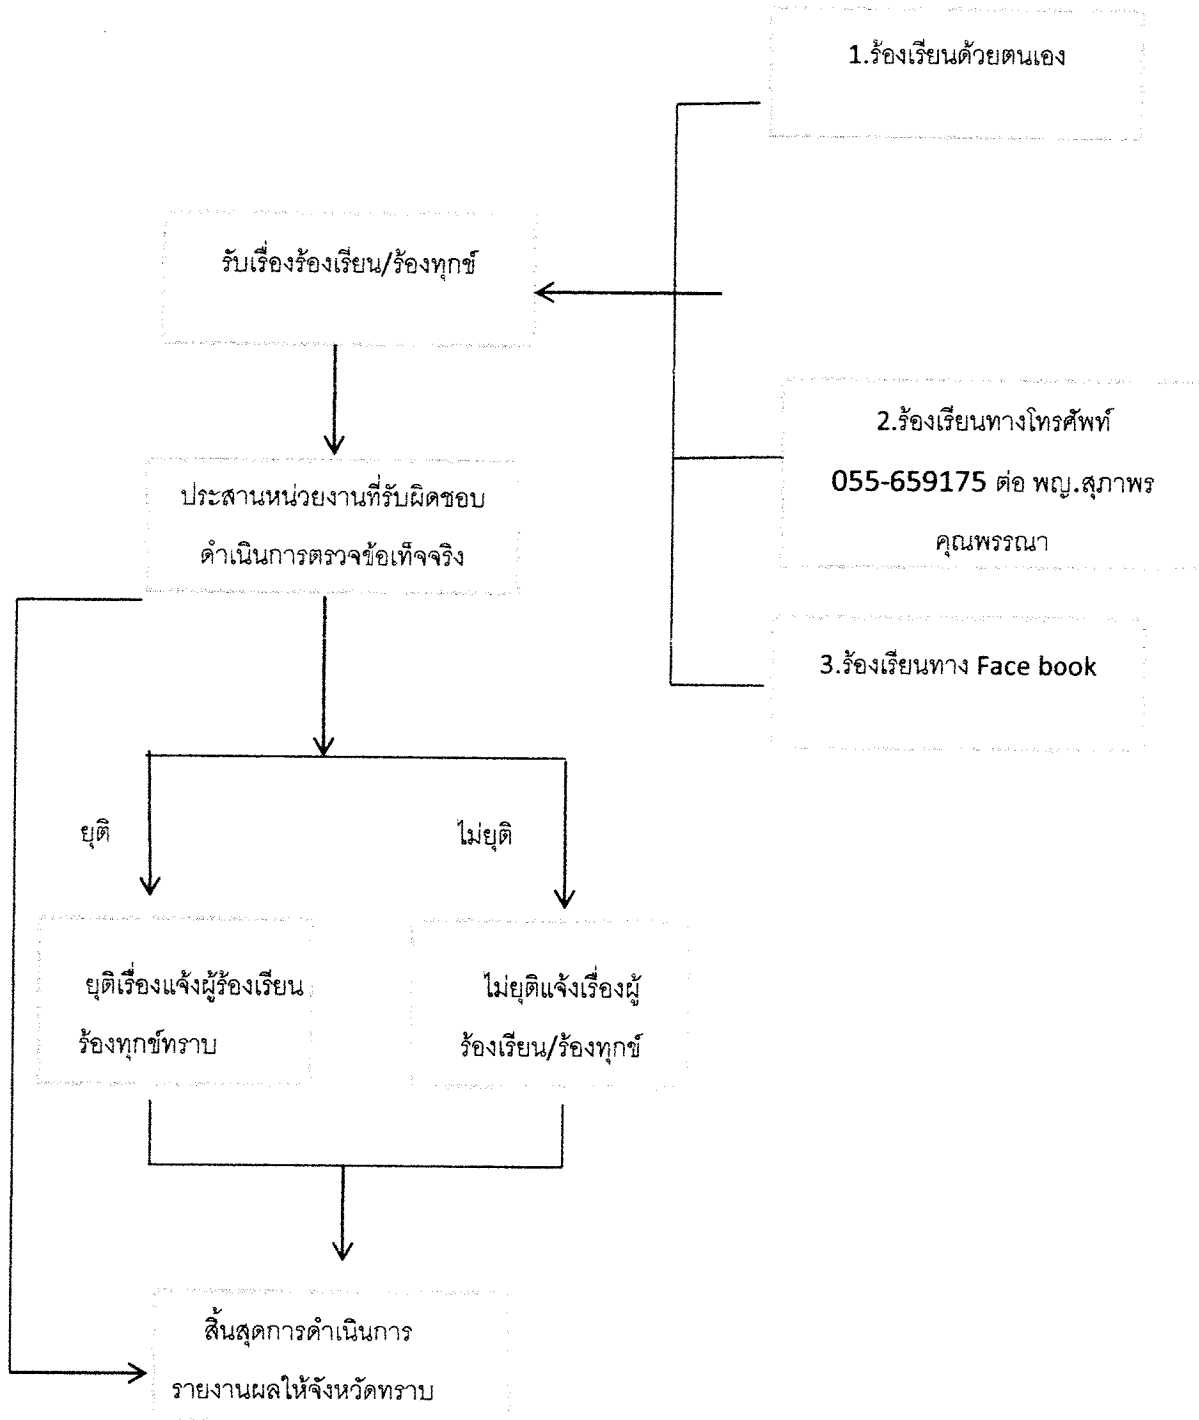 1.ร้องเรียนด้วยตนเอง
รับเรื่องร้องเรียน/ร้องทุกข์
2.ร้องเรียนทางโทรศัพท์
055-659175 ต่อ พญ.สุภาพร
คุณพรรณา
ประสานหน่วยงานที่รับผิดชอบ
ดำเนินการตรวจข้อเท็จจริง
3.ร้องเรียนทาง Face book
ยุติ
ไม่ยุติ
ยุติเรื่องแจ้งผู้ร้องเรียน
ร้องทุกข์ทราบ
ไม่ยุติแจ้งเรื่องผู้
ร้องเรียน/ร้องทุกข์
สิ้นสุดการดำเนินการ
รายงานผลให้จังหวัดทราบ